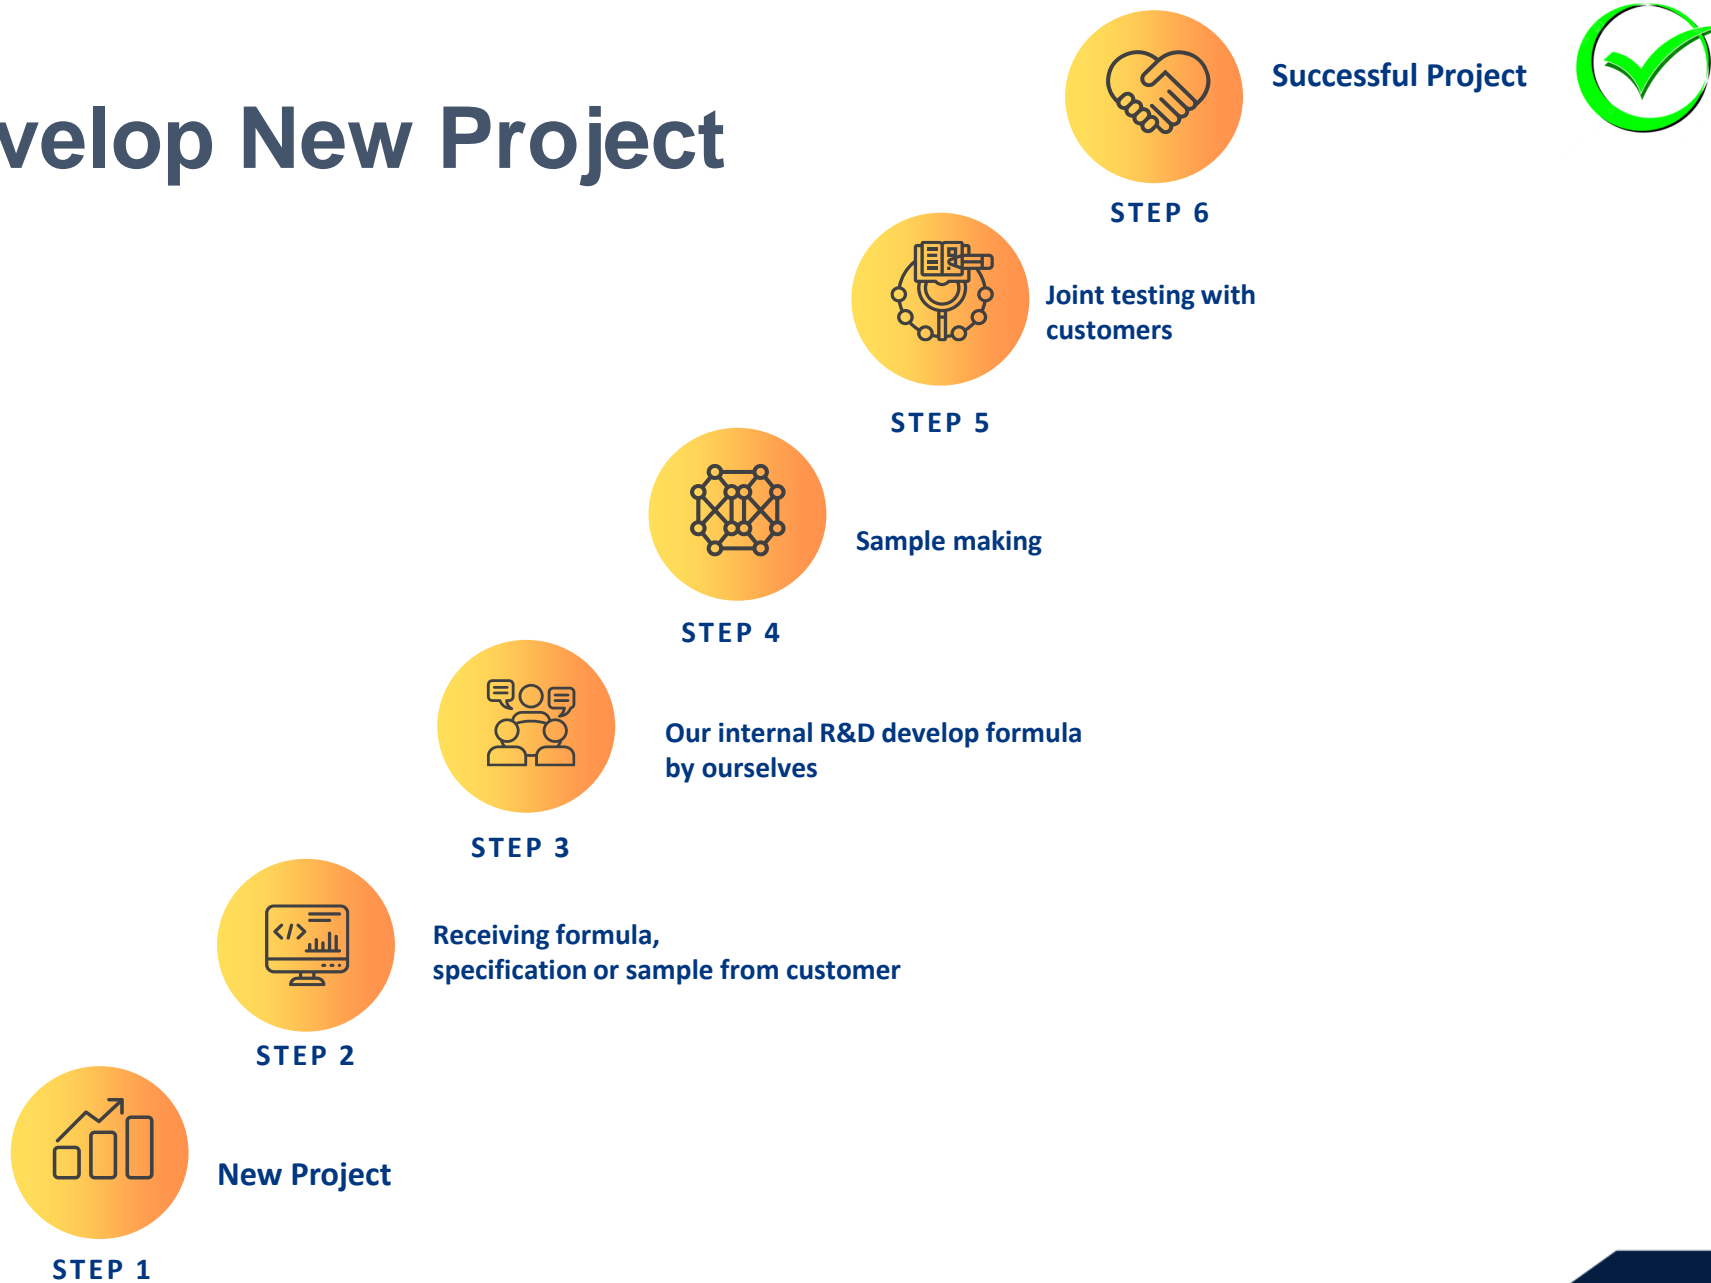 velop New Project
Successful Project
STEP 6
Joint testing with
customers
STEP 5
Sample making
STEP 4
Our internal R&D develop formula
by ourselves
STEP 3
</>
Receiving formula,
specification or sample from customer
STEP 2
New Project
STEP 1